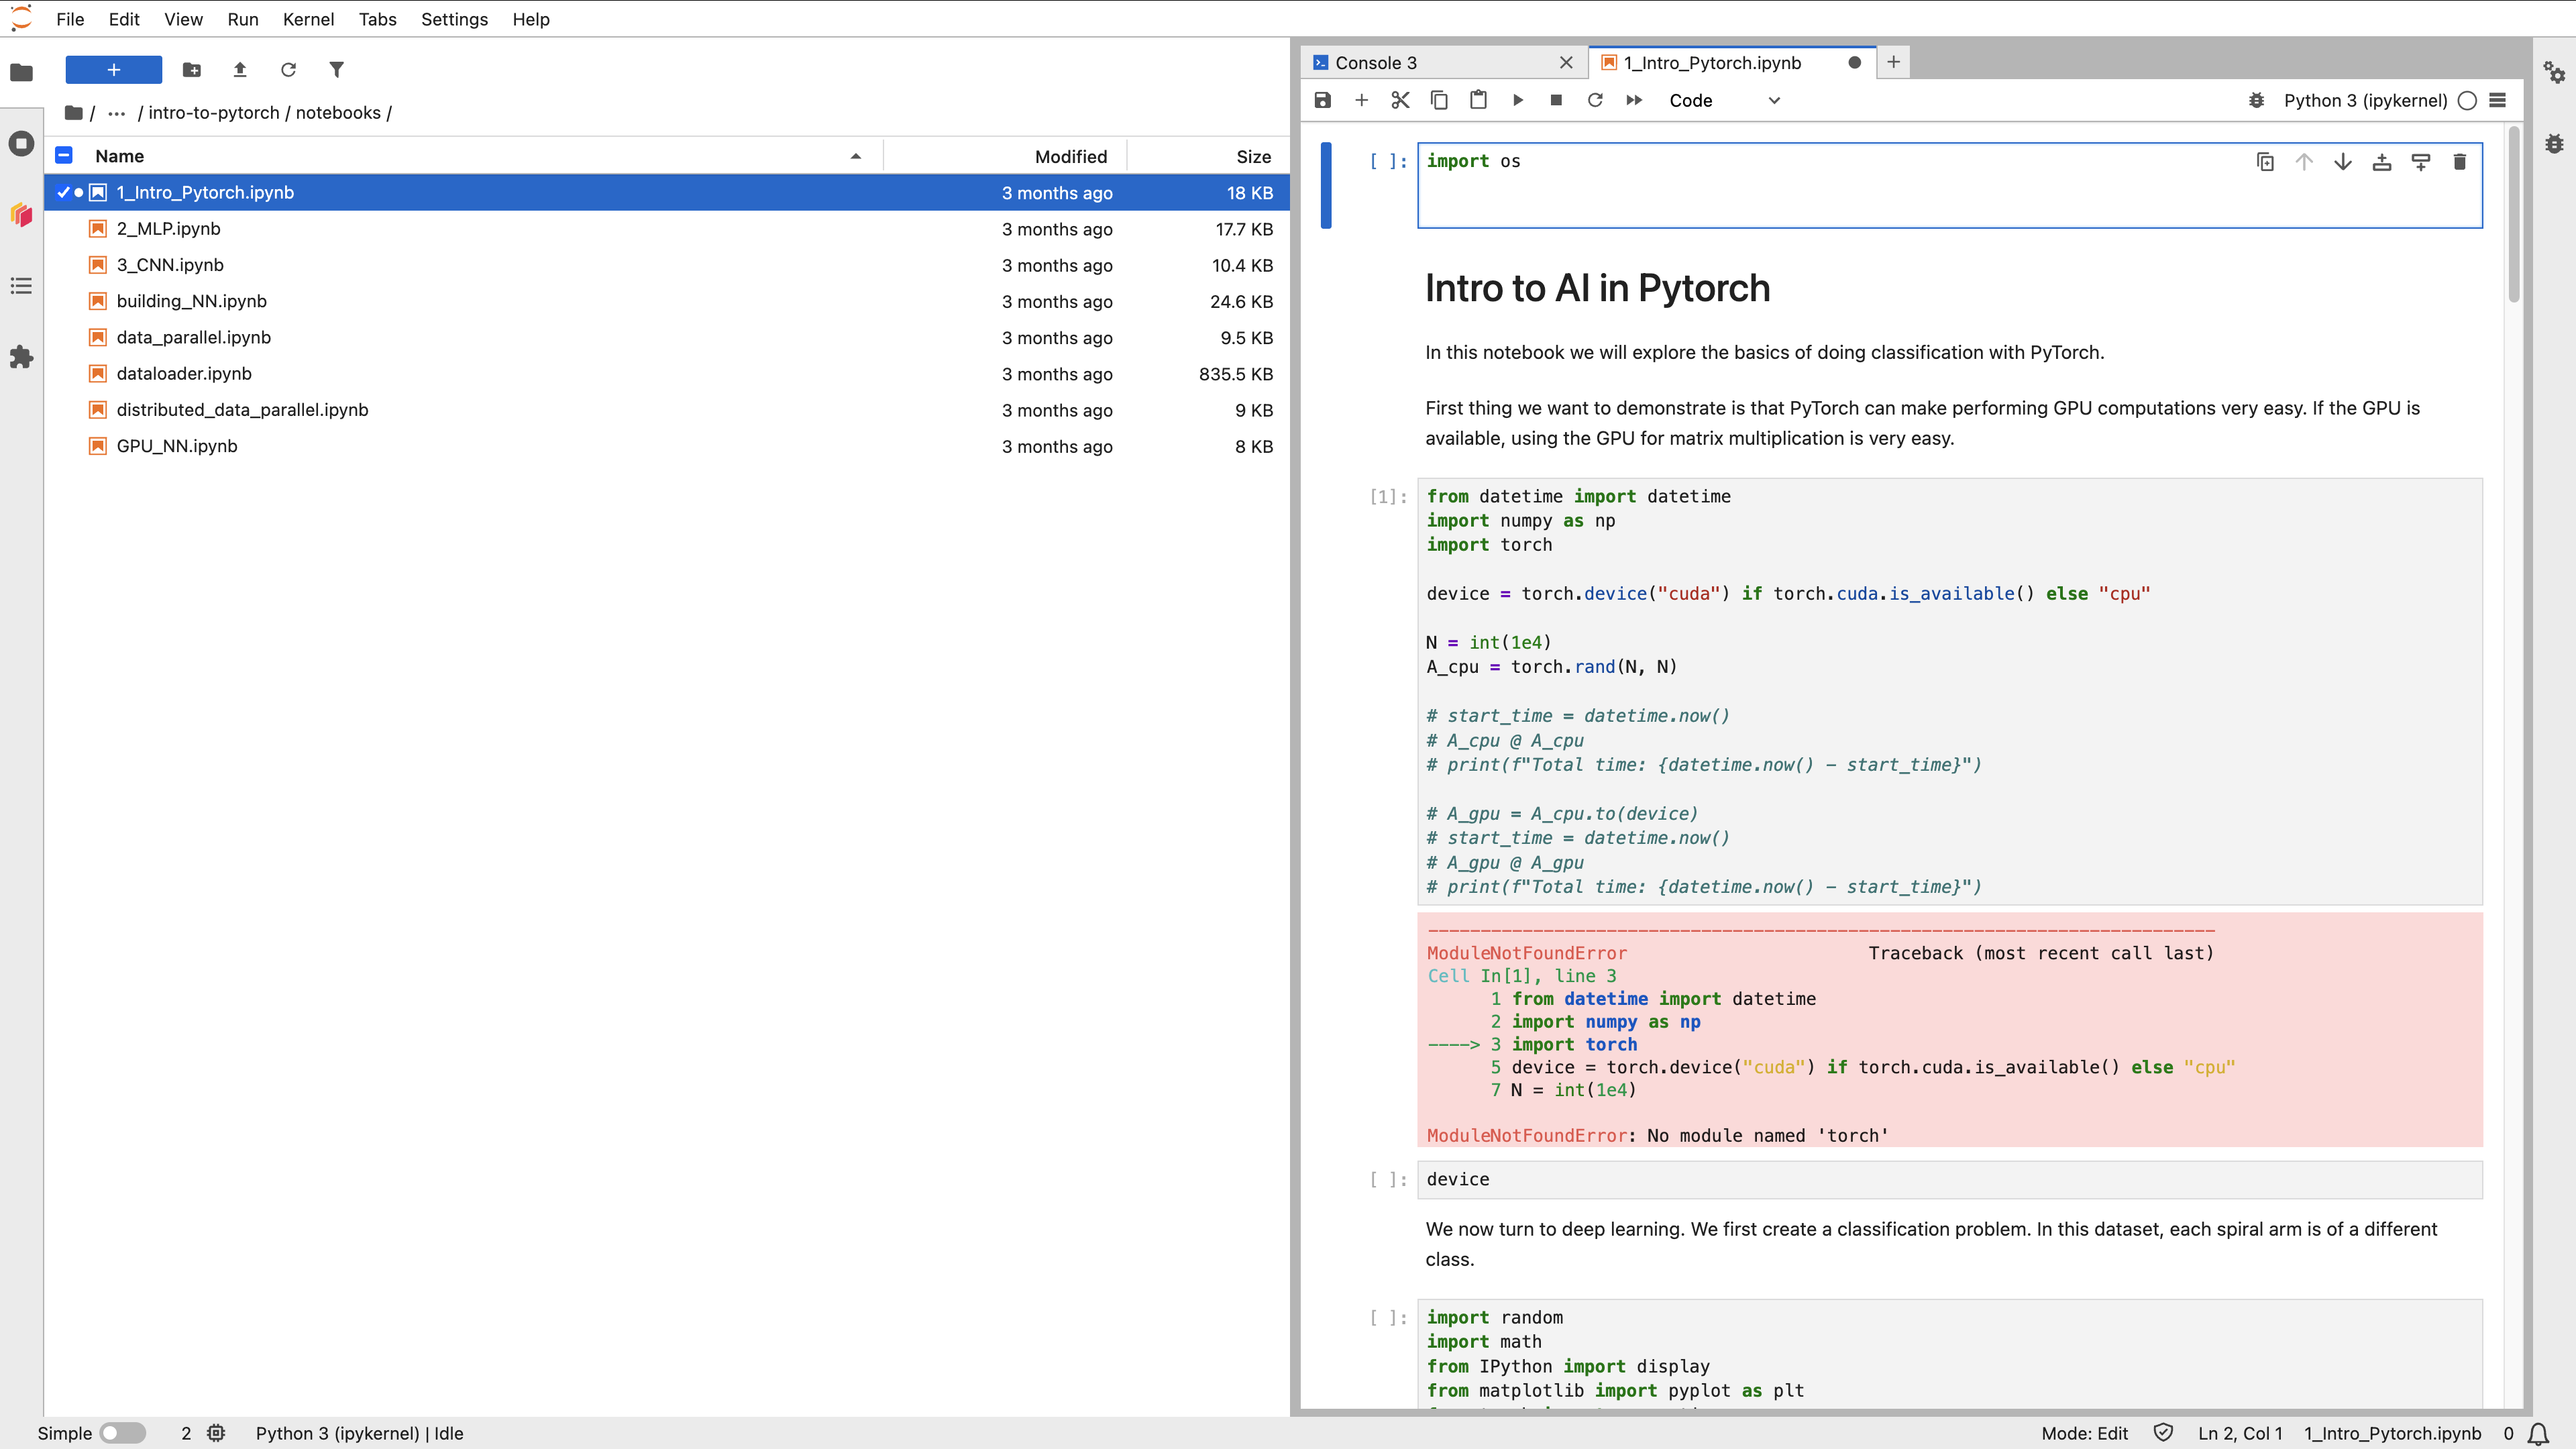 File Edit View Run Kernel Tabs Settings Help
+
/ … / intro-to-pytorch / notebooks /
Name Modified Size
1_Intro_Pytorch.ipynb 3 months ago 18 KB
2_MLP.ipynb 3 months ago 17.7 KB
3_CNN.ipynb 3 months ago 10.4 KB
building_NN.ipynb 3 months ago 24.6 KB
data_parallel.ipynb 3 months ago 9.5 KB
dataloader.ipynb 3 months ago 835.5 KB
distributed_data_parallel.ipynb 3 months ago 9 KB
GPU_NN.ipynb 3 months ago 8 KB
Console 3 1_Intro_Pytorch.ipynb
Code Python 3 (ipykernel)
[ ]: import os
Intro to AI in Pytorch
In this notebook we will explore the basics of doing classification with PyTorch.
First thing we want to demonstrate is that PyTorch can make performing GPU computations very easy. If the GPU is
available, using the GPU for matrix multiplication is very easy.
[1]: from datetime import datetime
import numpy as np
import torch
device = torch.device("cuda") if torch.cuda.is_available() else "cpu"
N = int(1e4)
A_cpu = torch.rand(N, N)
# start_time = datetime.now()
# A_cpu @ A_cpu
# print(f"Total time: {datetime.now() - start_time}")
# A_gpu = A_cpu.to(device)
# start_time = datetime.now()
# A_gpu @ A_gpu
# print(f"Total time: {datetime.now() - start_time}")
---------------------------------------------------------------------------
ModuleNotFoundError Traceback (most recent call last)
Cell In[1], line 3
1 from datetime import datetime
2 import numpy as np
----> 3 import torch
5 device = torch.device("cuda") if torch.cuda.is_available() else "cpu"
7 N = int(1e4)
ModuleNotFoundError: No module named 'torch'
[ ]: device
We now turn to deep learning. We first create a classification problem. In this dataset, each spiral arm is of a different
class.
[ ]: import random
import math
from IPython import display
from matplotlib import pyplot as plt
Simple 2 Python 3 (ipykernel) | Idle Mode: Edit Ln 2, Col 1 1_Intro_Pytorch.ipynb 0